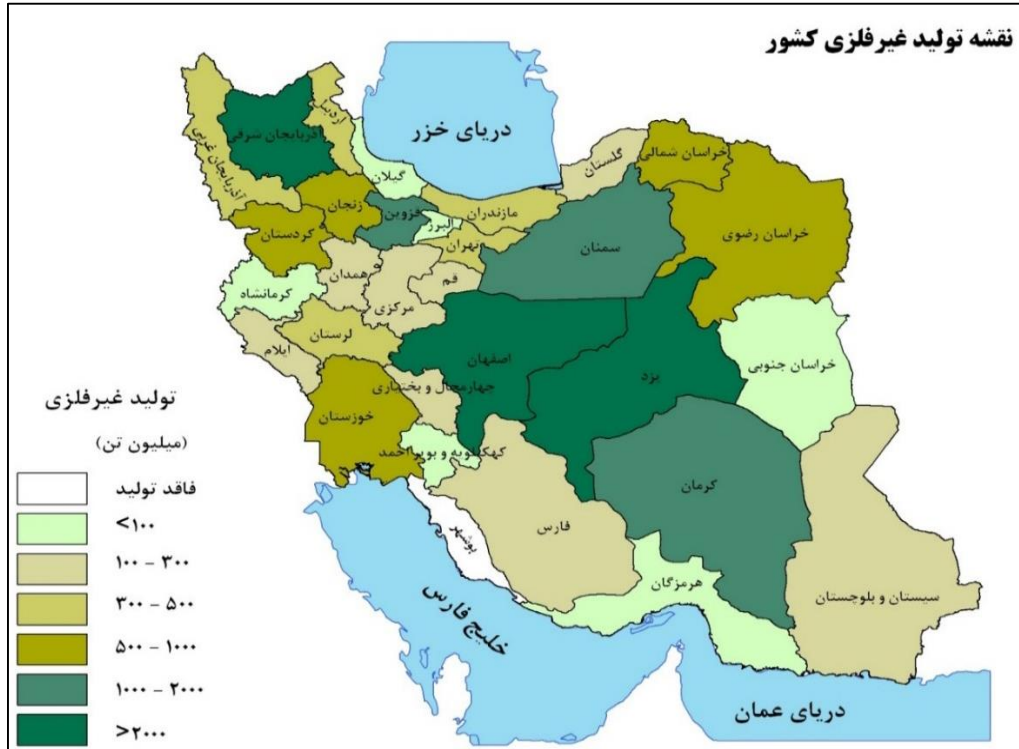 نقشه تولید غیرفلزی کشور
دریای خزر
اردبیل
آذربایجان شرقی
آذربایجان غربی
گیلان
گلستان
خراسان شمالی
زنجان
قزوین
البرز
مازندران
تهران
سمنان
خراسان رضوی
کردستان
همدان
قم
مرکزی
کرمانشاه
لرستان
ایلام
اصفهان
یزد
خراسان جنوبی
چهارمحال و بختیاری
خوزستان
کهگیلویه و بویراحمد
کرمان
فارس
بوشهر
هرمزگان
سیستان و بلوچستان
خلیج فارس
دریای عمان
تولید غیرفلزی
(میلیون تن)
فاقد تولید
<۱۰۰
۱۰۰ - ۳۰۰
۳۰۰ - ۵۰۰
۵۰۰ - ۱۰۰۰
۱۰۰۰ - ۲۰۰۰
>۲۰۰۰